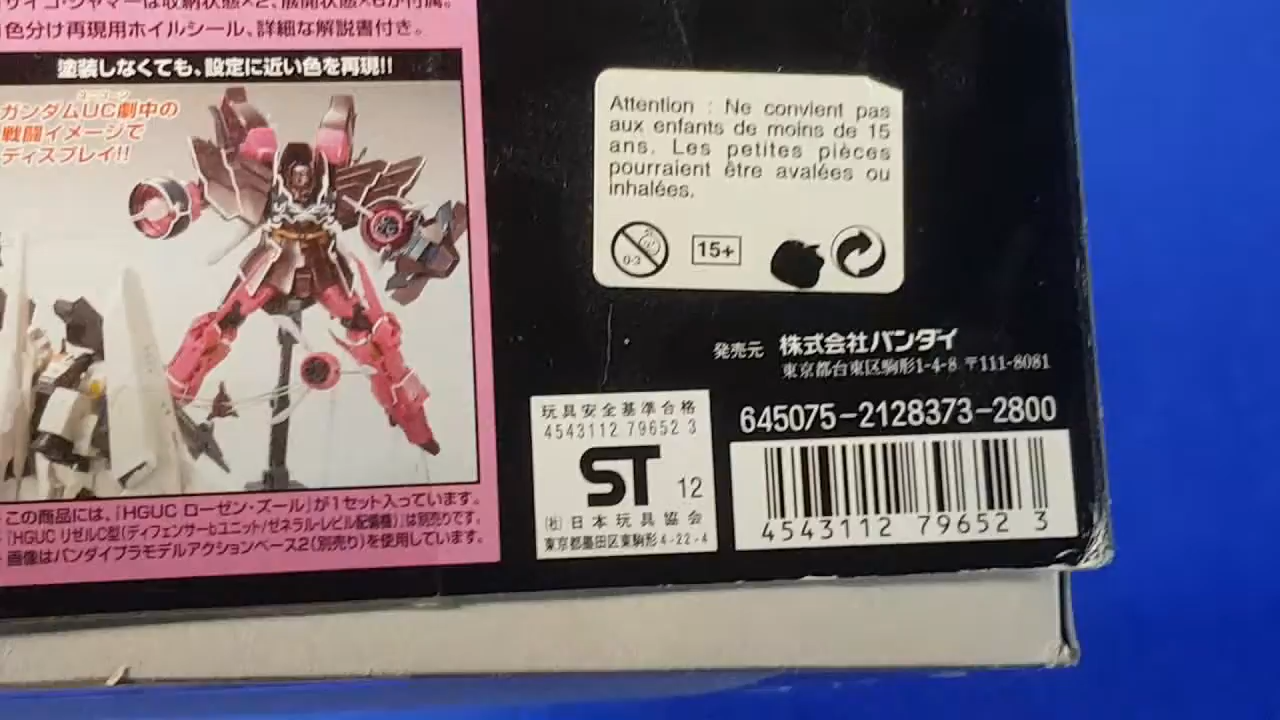 サイコ・ジャマーは収納状態×2、展開状態×6が付属。
色分け再現用ホイルシール、詳細な解説書付き。
塗装しなくても、設定に近い色を再現!!
ユニコーン
ガンダムUC劇中の
戦闘イメージで
ディスプレイ!!
この商品には、「HGUC ローゼン・ズール」が1セット入っています。
「HGUC リゼルC型(ディフェンサーbユニット/ゼネラル・レビル配備機)」は別売りです。
画像はバンダイプラモデルアクションベース2(別売り)を使用しています。
Attention : Ne convient pas
aux enfants de moins de 15
ans. Les petites pièces
pourraient être avalées ou
inhalées.
0-3
15+
発売元 株式会社バンダイ
東京都台東区駒形1-4-8 〒111-8081
玩具安全基準合格
4543112 79652 3
ST 12
(社)日本玩具協会
東京都墨田区東駒形4-22-4
645075-2128373-2800
4543112 79652 3